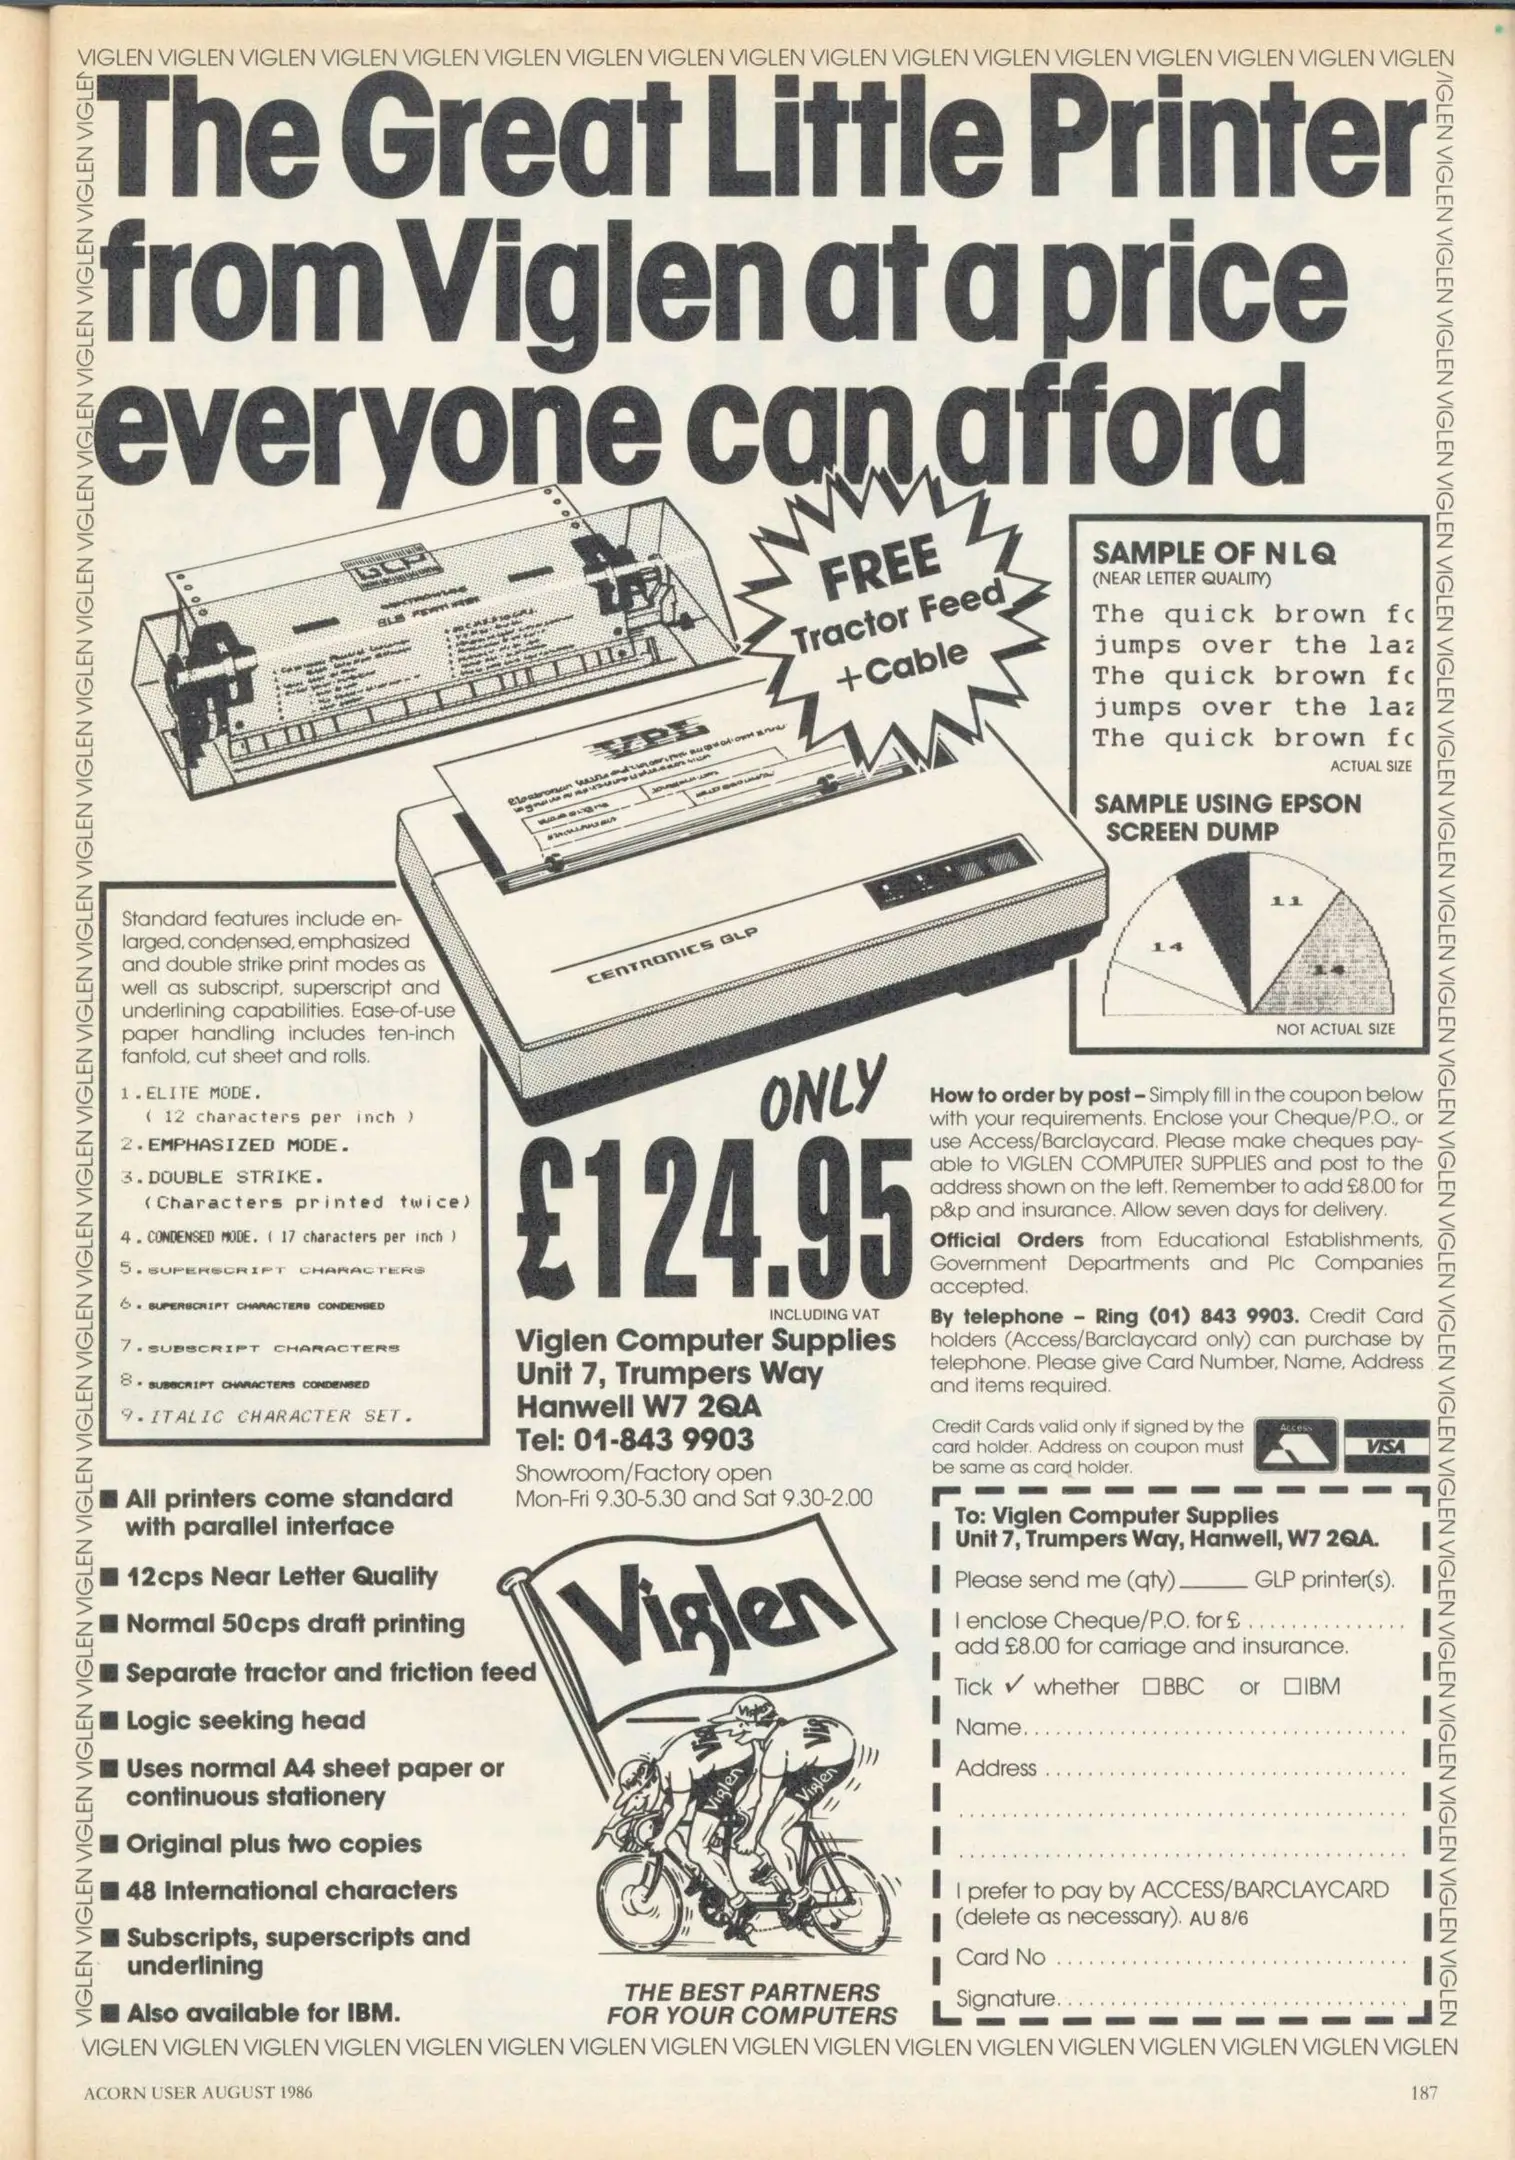 VIGLEN VIGLEN VIGLEN VIGLEN VIGLEN VIGLEN VIGLEN VIGLEN VIGLEN VIGLEN VIGLEN VIGLEN VIGLEN VIGLEN VIGLEN VIGLEN VIGLEN
The Great Little Printer
from Viglen at a price
everyone can afford
FREE
Tractor Feed
+Cable
GLP
CENTRONICS GLP
SAMPLE OF NLQ
(NEAR LETTER QUALITY)
The quick brown fo
jumps over the laz
The quick brown fo
jumps over the laz
The quick brown fo
ACTUAL SIZE
SAMPLE USING EPSON
SCREEN DUMP
11
14
14
NOT ACTUAL SIZE
Standard features include en-
larged, condensed, emphasized
and double strike print modes as
well as subscript, superscript and
underlining capabilities. Ease-of-use
paper handling includes ten-inch
fanfold, cut sheet and rolls.
1.ELITE MODE.
( 12 characters per inch )
2.EMPHASIZED MODE.
3.DOUBLE STRIKE.
(Characters printed twice)
4.CONDENSED MODE. ( 17 characters per inch )
5.SUPERSCRIPT CHARACTERS
6.SUPERSCRIPT CHARACTERS CONDENSED
7.SUBSCRIPT CHARACTERS
8.SUBSCRIPT CHARACTERS CONDENSED
9.ITALIC CHARACTER SET.
■ All printers come standard
with parallel interface
■ 12cps Near Letter Quality
■ Normal 50cps draft printing
■ Separate tractor and friction feed
■ Logic seeking head
■ Uses normal A4 sheet paper or
continuous stationery
■ Original plus two copies
■ 48 International characters
■ Subscripts, superscripts and
underlining
■ Also available for IBM.
ONLY
£124.95
INCLUDING VAT
Viglen Computer Supplies
Unit 7, Trumpers Way
Hanwell W7 2QA
Tel: 01-843 9903
Showroom/Factory open
Mon-Fri 9.30-5.30 and Sat 9.30-2.00
Viglen
Viglen
Viglen
Vig
Vig
Viglen
Viglen
THE BEST PARTNERS
FOR YOUR COMPUTERS
How to order by post – Simply fill in the coupon below
with your requirements. Enclose your Cheque/P.O., or
use Access/Barclaycard. Please make cheques pay-
able to VIGLEN COMPUTER SUPPLIES and post to the
address shown on the left. Remember to add £8.00 for
p&p and insurance. Allow seven days for delivery.
Official Orders from Educational Establishments,
Government Departments and Plc Companies
accepted.
By telephone – Ring (01) 843 9903. Credit Card
holders (Access/Barclaycard only) can purchase by
telephone. Please give Card Number, Name, Address
and items required.
Credit Cards valid only if signed by the
card holder. Address on coupon must
be same as card holder.
Access
VISA
To: Viglen Computer Supplies
Unit 7, Trumpers Way, Hanwell, W7 2QA.
Please send me (qty)______ GLP printer(s).
I enclose Cheque/P.O. for £ ...............
add £8.00 for carriage and insurance.
Tick ✓ whether □BBC or □IBM
Name....................................
Address ..................................
I prefer to pay by ACCESS/BARCLAYCARD
(delete as necessary). AU 8/6
Card No .................................
Signature.................................
VIGLEN VIGLEN VIGLEN VIGLEN VIGLEN VIGLEN VIGLEN VIGLEN VIGLEN VIGLEN VIGLEN VIGLEN VIGLEN VIGLEN VIGLEN VIGLEN VIGLEN
ACORN USER AUGUST 1986
187